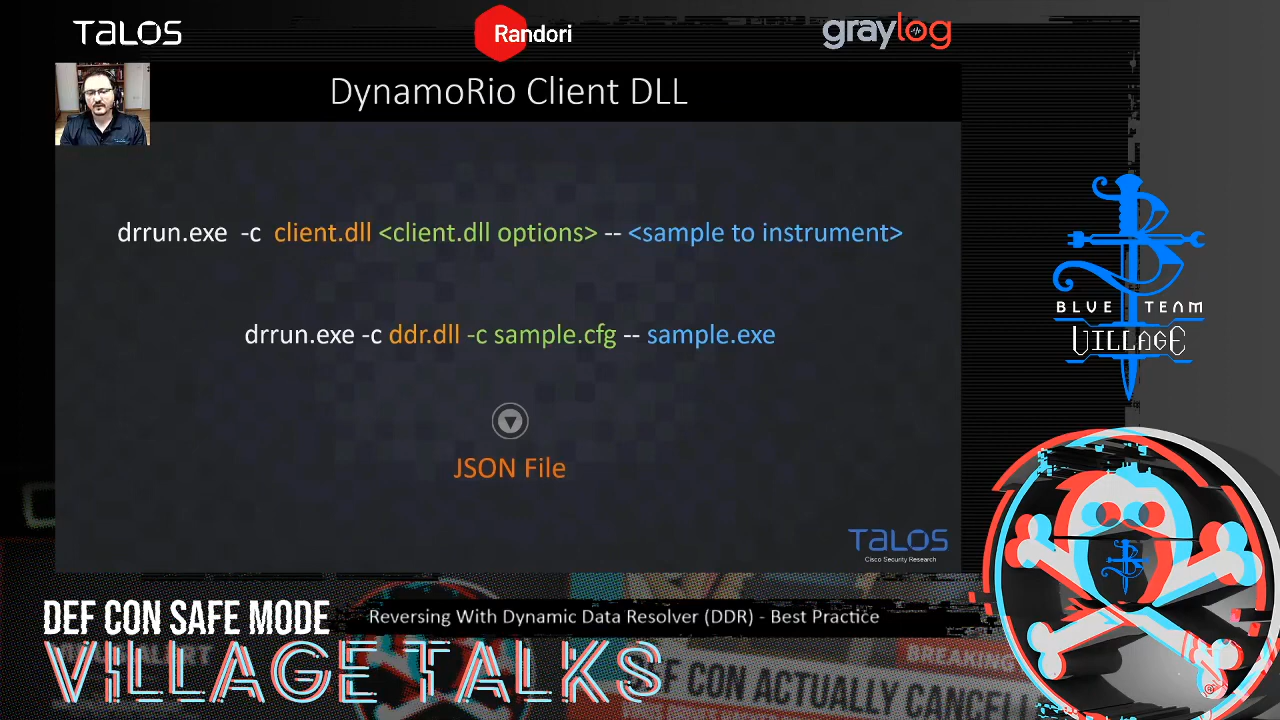 TALOS
Randori
graylog
DynamoRio Client DLL
drrun.exe -c client.dll <client.dll options> -- <sample to instrument>
drrun.exe -c ddr.dll -c sample.cfg -- sample.exe
JSON File
TALOS
Cisco Security Research
BLUE TEAM
VILLAGE
DEF CON SAFE MODE
Reversing With Dynamic Data Resolver (DDR) - Best Practice
VILLAGE TALKS
BREAKING
DEF CON ACTUALLY CANCELL